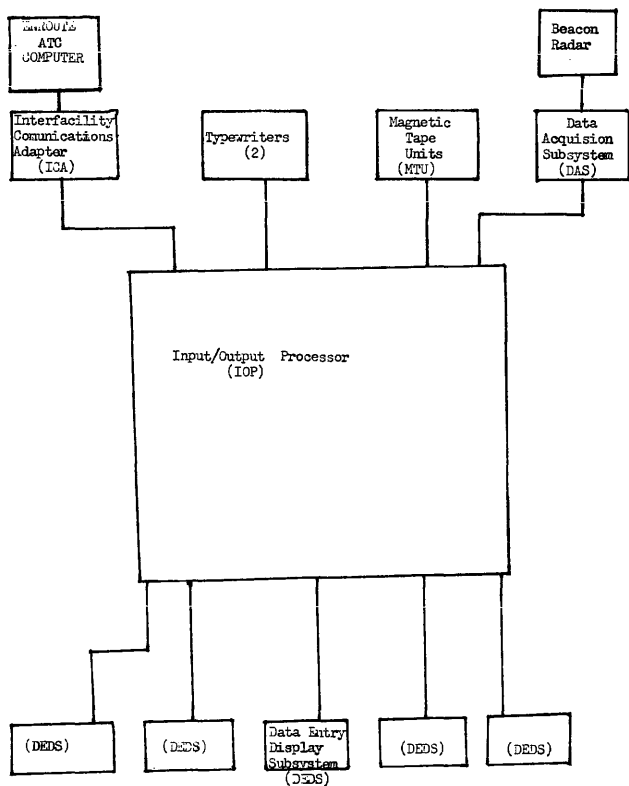 ENROUTE
ATC
COMPUTER
Beacon
Radar
Interfacility
Comunications
Adapter
(ICA)
Typewriters
(2)
Magnetic
Tape
Units
(MTU)
Data
Acquision
Subsystem
(DAS)
Input/Output Processor
(IOP)
(DEDS)
(DEDS)
Data Entry
Display
Subsystem
(DEDS)
(DEDS)
(DEDS)